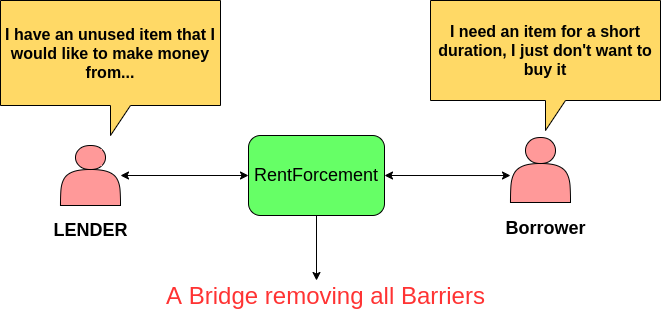 I have an unused item that I
would like to make money
from...
I need an item for a short
duration, I just don't want to
buy it
RentForcement
LENDER
Borrower
A Bridge removing all Barriers